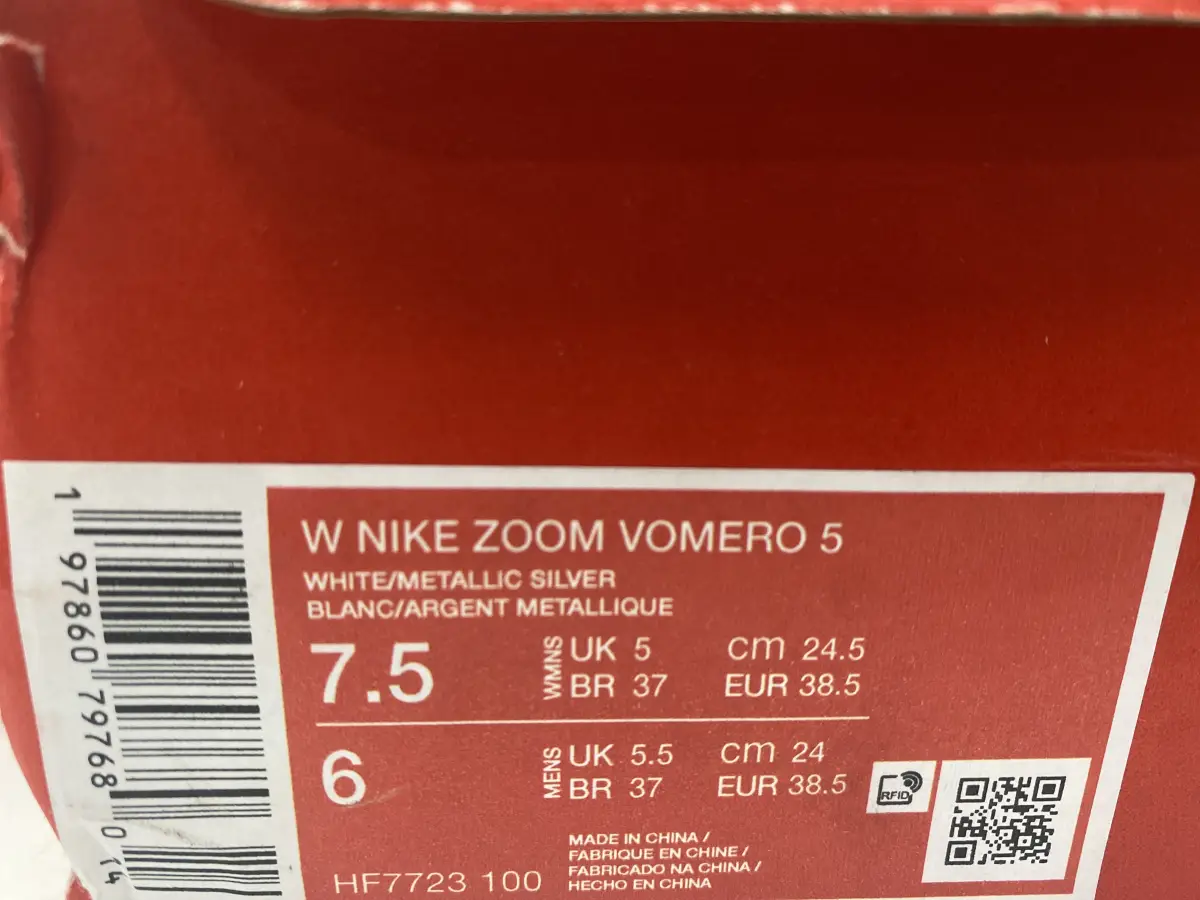 W NIKE ZOOM VOMERO 5
WHITE/METALLIC SILVER
BLANC/ARGENT METALLIQUE
7.5
WMNS
UK 5
cm 24.5
BR 37
EUR 38.5
6
MENS
UK 5.5
cm 24
BR 37
EUR 38.5
RFID
HF7723 100
MADE IN CHINA /
FABRIQUE EN CHINE /
FABRICADO NA CHINA /
HECHO EN CHINA
1 97860 79768 0 14